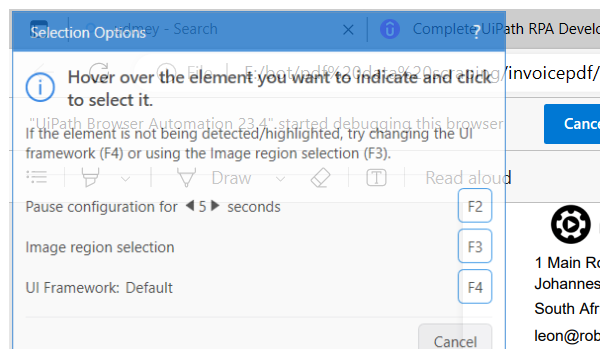 Selection Options
?
udmey - Search
Complete UiPath RPA Develo
Hover over the element you want to indicate and click
to select it.
File
E:/bot/pdf%20data%20scraping/invoicepdf/
"UiPath Browser Automation 23.4" started debugging this browser
Cance
If the element is not being detected/highlighted, try changing the UI
framework (F4) or using the Image region selection (F3).
Draw
Read aloud
Pause configuration for 5 seconds
F2
Image region selection
F3
UI Framework: Default
F4
Cancel
1 Main Ro
Johannes
South Afr
leon@rob